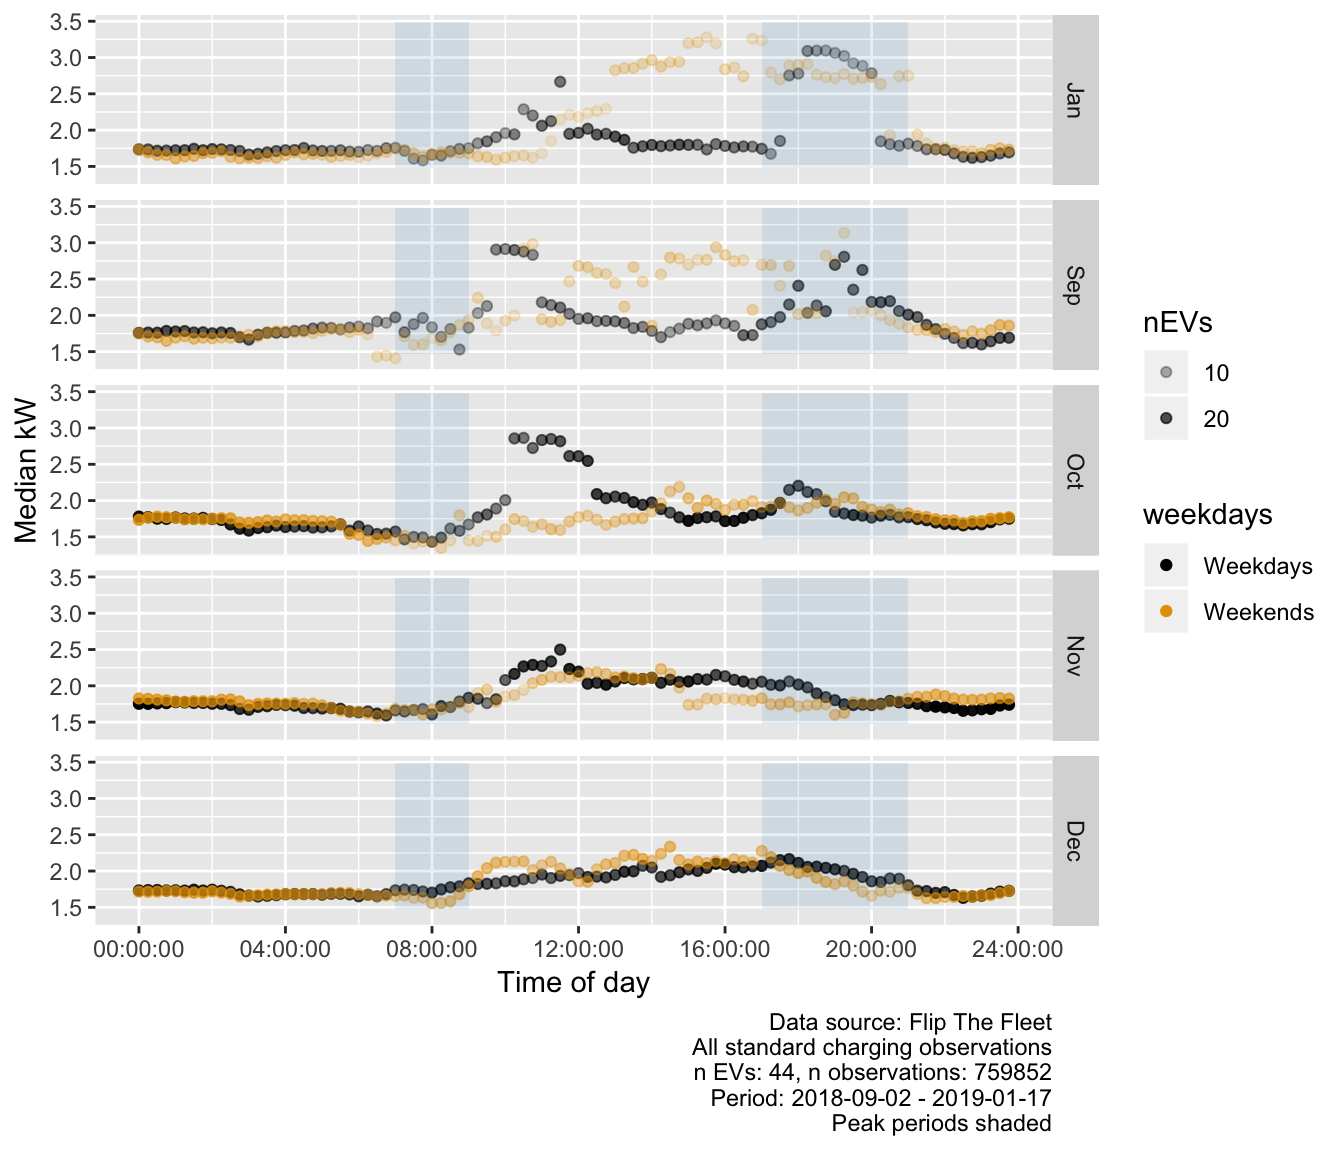 3.5
3.0
2.5
2.0
1.5
Jan
3.5
3.0
2.5
2.0
1.5
Sep
3.5
3.0
2.5
2.0
1.5
Oct
3.5
3.0
2.5
2.0
1.5
Nov
3.5
3.0
2.5
2.0
1.5
Dec
Median kW
00:00:00 04:00:00 08:00:00 12:00:00 16:00:00 20:00:00 24:00:00
Time of day
nEVs
10
20
weekdays
Weekdays
Weekends
Data source: Flip The Fleet
All standard charging observations
n EVs: 44, n observations: 759852
Period: 2018-09-02 - 2019-01-17
Peak periods shaded